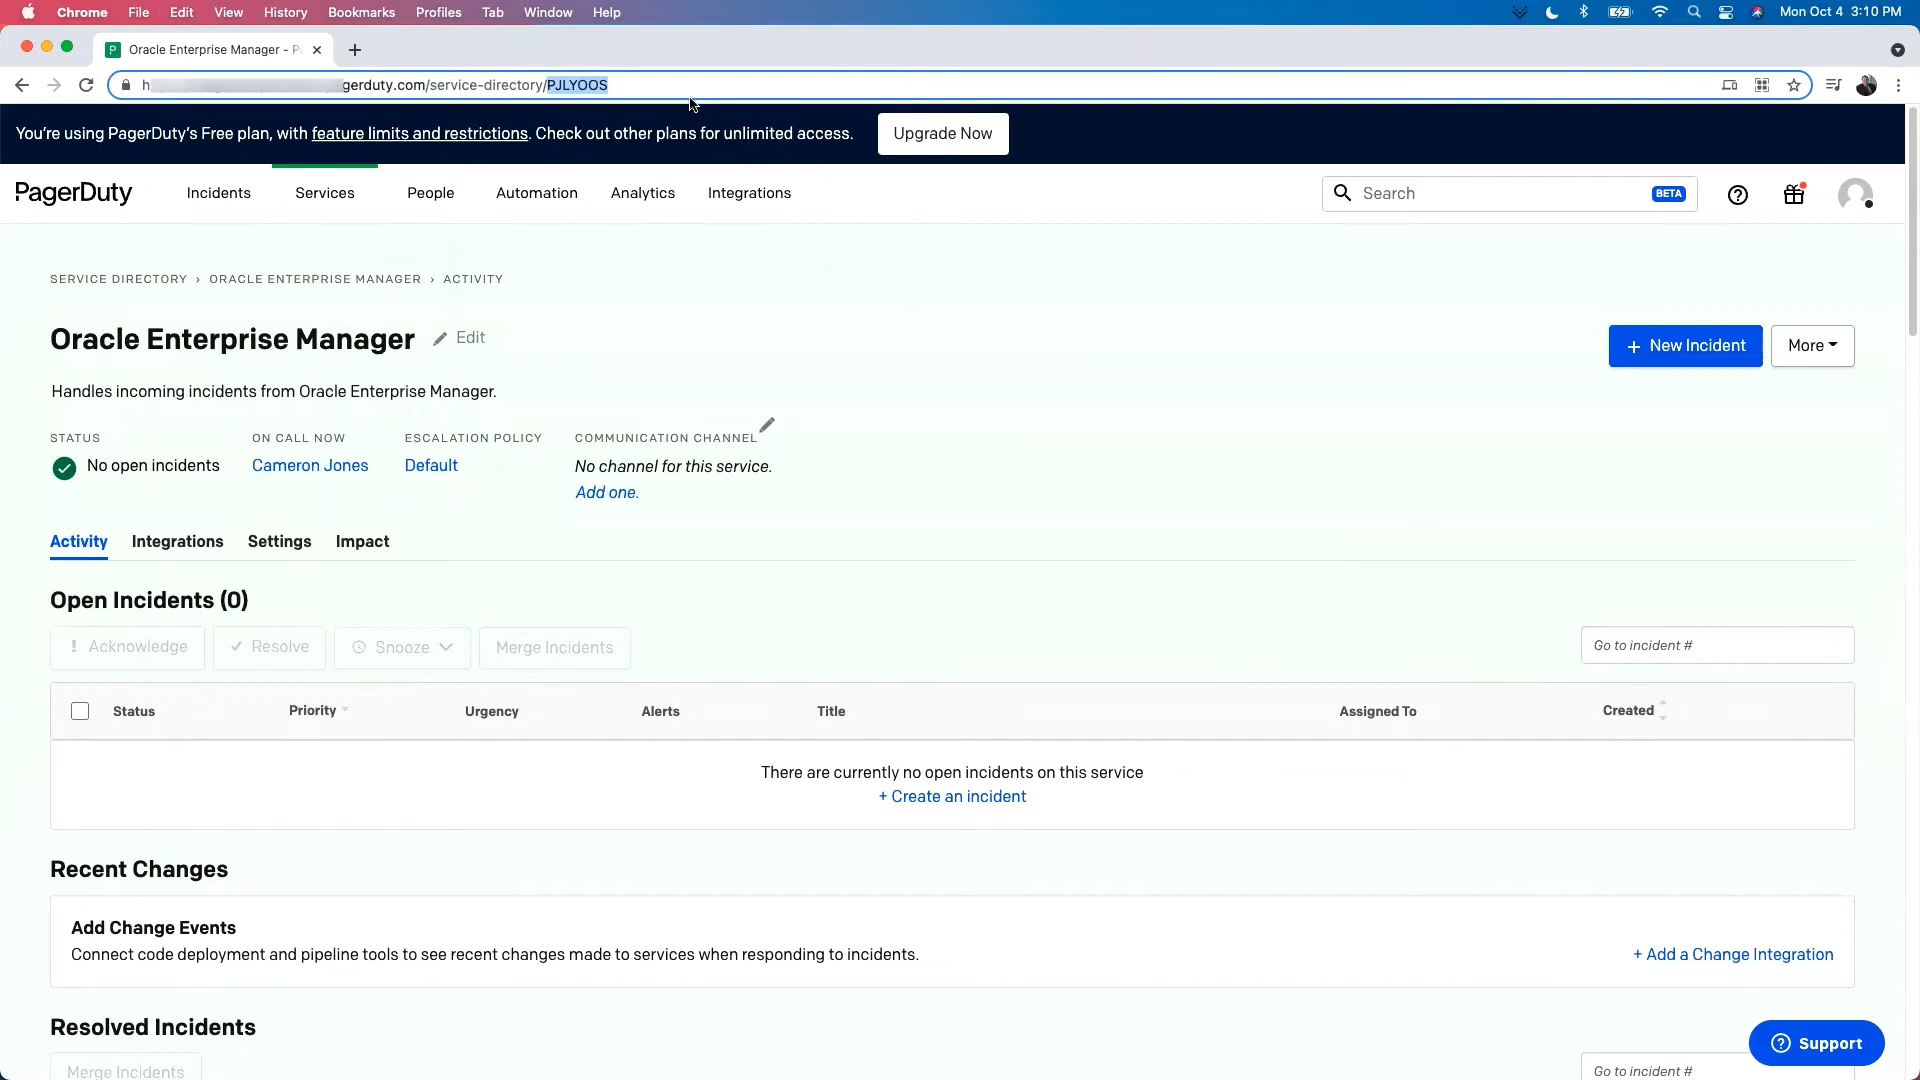 Chrome File Edit View History Bookmarks Profiles Tab Window Help Mon Oct 4 3:10 PM
Oracle Enterprise Manager - P
gerduty.com/service-directory/PJLYOOS
You're using PagerDuty's Free plan, with feature limits and restrictions. Check out other plans for unlimited access. Upgrade Now
PagerDuty Incidents Services People Automation Analytics Integrations Search BETA
SERVICE DIRECTORY › ORACLE ENTERPRISE MANAGER › ACTIVITY
Oracle Enterprise Manager Edit
+ New Incident More
Handles incoming incidents from Oracle Enterprise Manager.
STATUS ON CALL NOW ESCALATION POLICY COMMUNICATION CHANNEL
No open incidents Cameron Jones Default No channel for this service.
Add one.
Activity Integrations Settings Impact
Open Incidents (0)
! Acknowledge ✓ Resolve Snooze Merge Incidents Go to incident #
Status Priority Urgency Alerts Title Assigned To Created
There are currently no open incidents on this service
+ Create an incident
Recent Changes
Add Change Events
Connect code deployment and pipeline tools to see recent changes made to services when responding to incidents.
+ Add a Change Integration
Resolved Incidents
Support
Merge Incidents Go to incident #